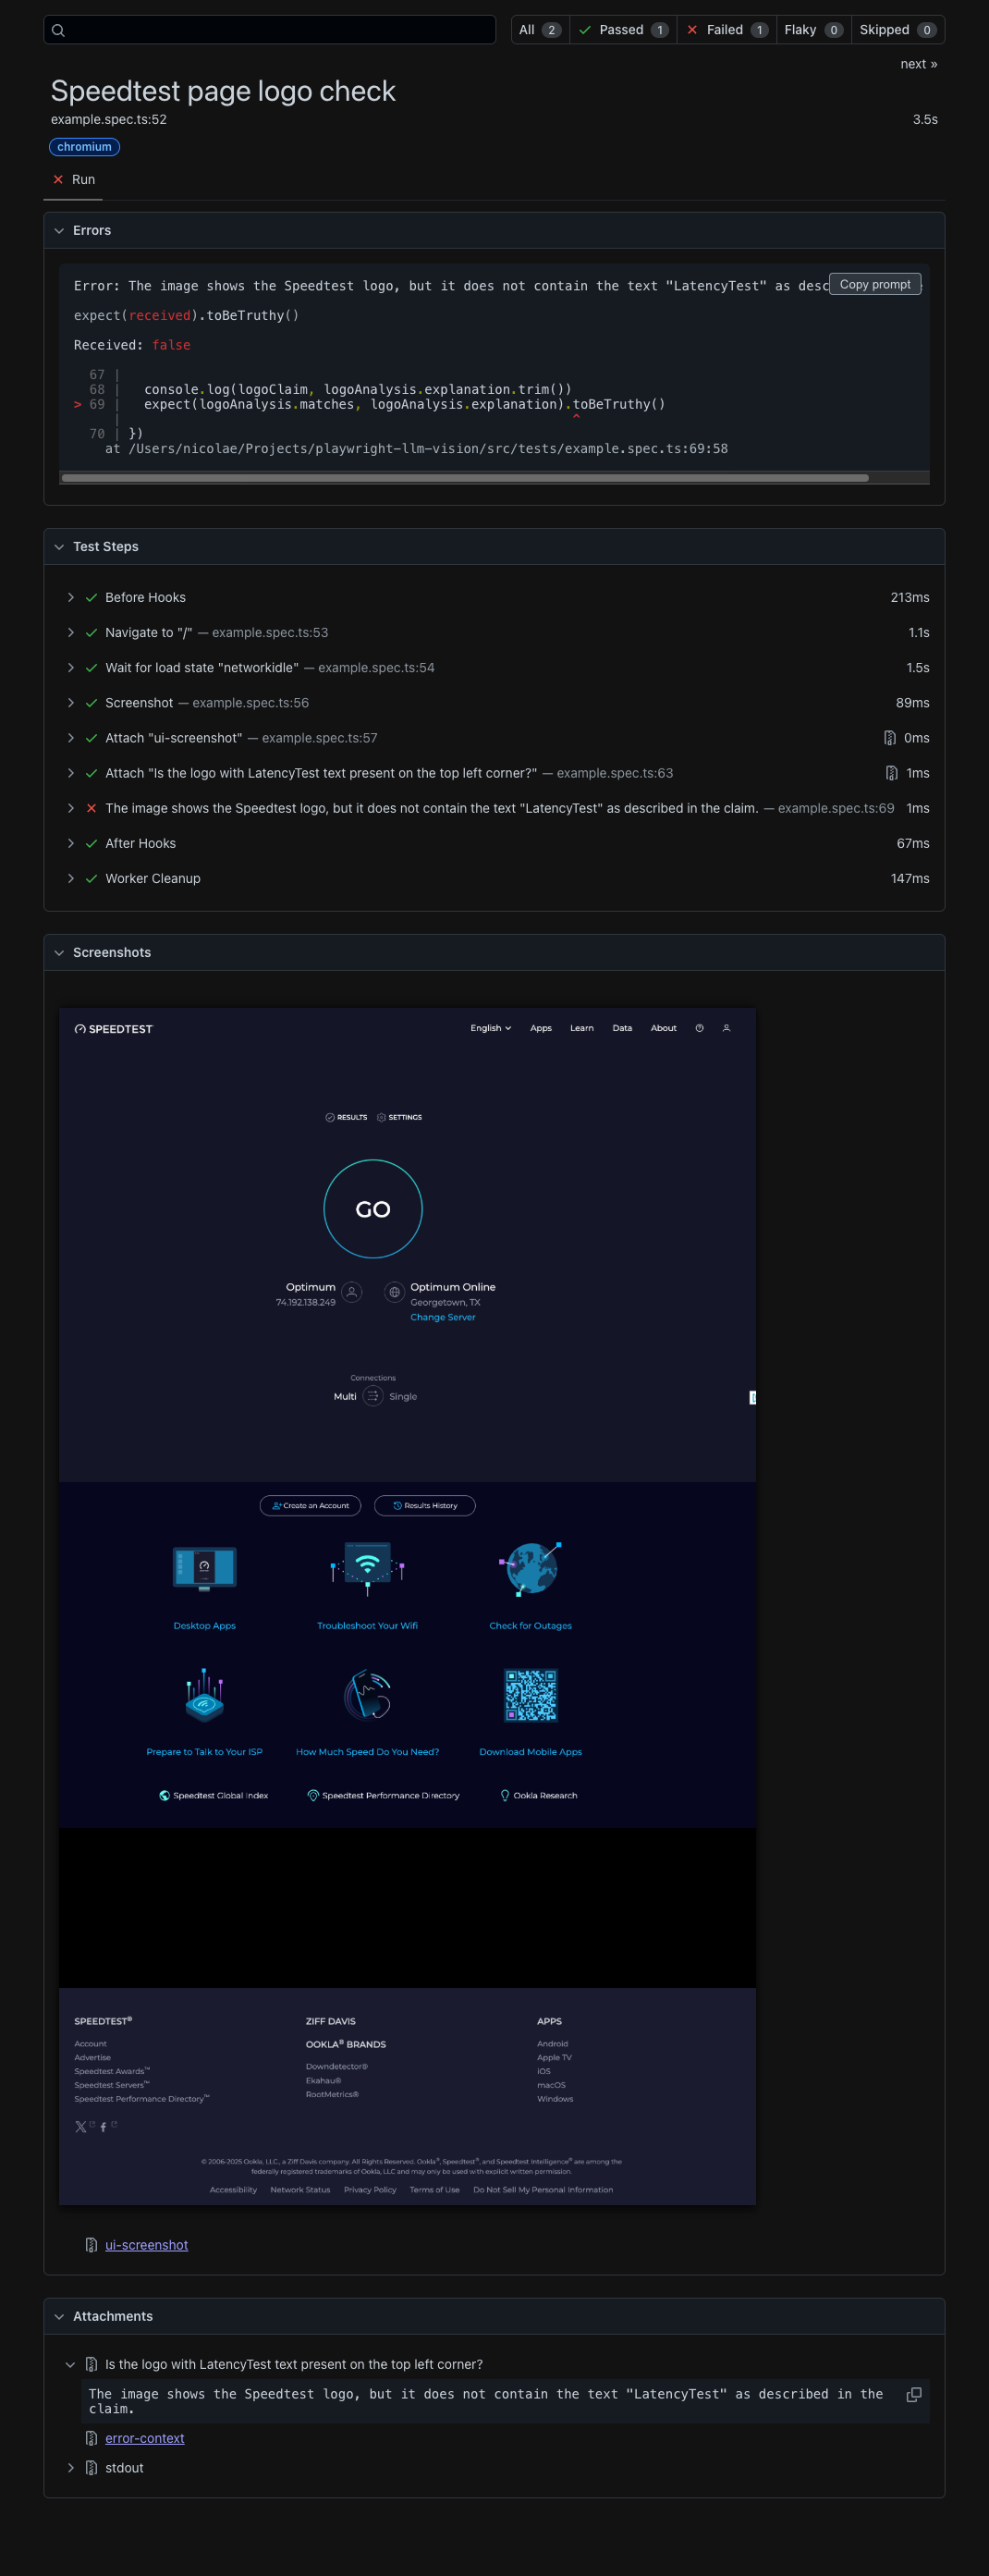 All 2 Passed 1 Failed 1 Flaky 0 Skipped 0
next »
Speedtest page logo check
example.spec.ts:52 3.5s
chromium
Run
Errors
Copy prompt
Error: The image shows the Speedtest logo, but it does not contain the text "LatencyTest" as desc
expect(received).toBeTruthy()
Received: false
67 |
68 | console.log(logoClaim, logoAnalysis.explanation.trim())
> 69 | expect(logoAnalysis.matches, logoAnalysis.explanation).toBeTruthy()
| ^
70 | })
at /Users/nicolae/Projects/playwright-llm-vision/src/tests/example.spec.ts:69:58
Test Steps
Before Hooks 213ms
Navigate to "/" — example.spec.ts:53 1.1s
Wait for load state "networkidle" — example.spec.ts:54 1.5s
Screenshot — example.spec.ts:56 89ms
Attach "ui-screenshot" — example.spec.ts:57 0ms
Attach "Is the logo with LatencyTest text present on the top left corner?" — example.spec.ts:63 1ms
The image shows the Speedtest logo, but it does not contain the text "LatencyTest" as described in the claim. — example.spec.ts:69 1ms
After Hooks 67ms
Worker Cleanup 147ms
Screenshots
SPEEDTEST English Apps Learn Data About
RESULTS SETTINGS
GO
Optimum Optimum Online
74.192.138.249 Georgetown, TX
Change Server
Connections
Multi Single
Create an Account Results History
Desktop Apps Troubleshoot Your Wifi Check for Outages
Prepare to Talk to Your ISP How Much Speed Do You Need? Download Mobile Apps
Speedtest Global Index Speedtest Performance Directory Ookla Research
SPEEDTEST® ZIFF DAVIS APPS
Account OOKLA® BRANDS Android
Advertise Apple TV
Speedtest Awards™ Downdetector® iOS
Speedtest Servers™ Ekahau® macOS
Speedtest Performance Directory™ RootMetrics® Windows
© 2006-2025 Ookla, LLC., a Ziff Davis company. All Rights Reserved. Ookla®, Speedtest®, and Speedtest Intelligence® are among the
federally registered trademarks of Ookla, LLC and may only be used with explicit written permission.
Accessibility Network Status Privacy Policy Terms of Use Do Not Sell My Personal Information
ui-screenshot
Attachments
Is the logo with LatencyTest text present on the top left corner?
The image shows the Speedtest logo, but it does not contain the text "LatencyTest" as described in the
claim.
error-context
stdout